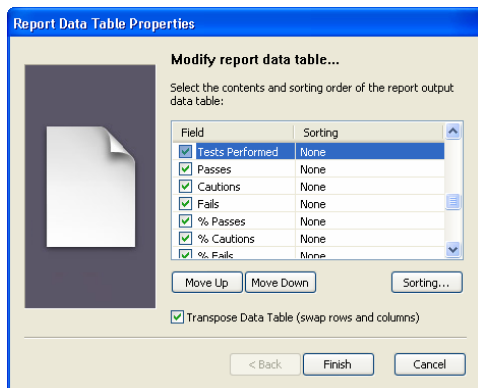 Report Data Table Properties
Modify report data table...
Select the contents and sorting order of the report output
data table:
Field Sorting
Tests Performed None
Passes None
Cautions None
Fails None
% Passes None
% Cautions None
% Fails None
Move Up Move Down Sorting...
Transpose Data Table (swap rows and columns)
< Back Finish Cancel